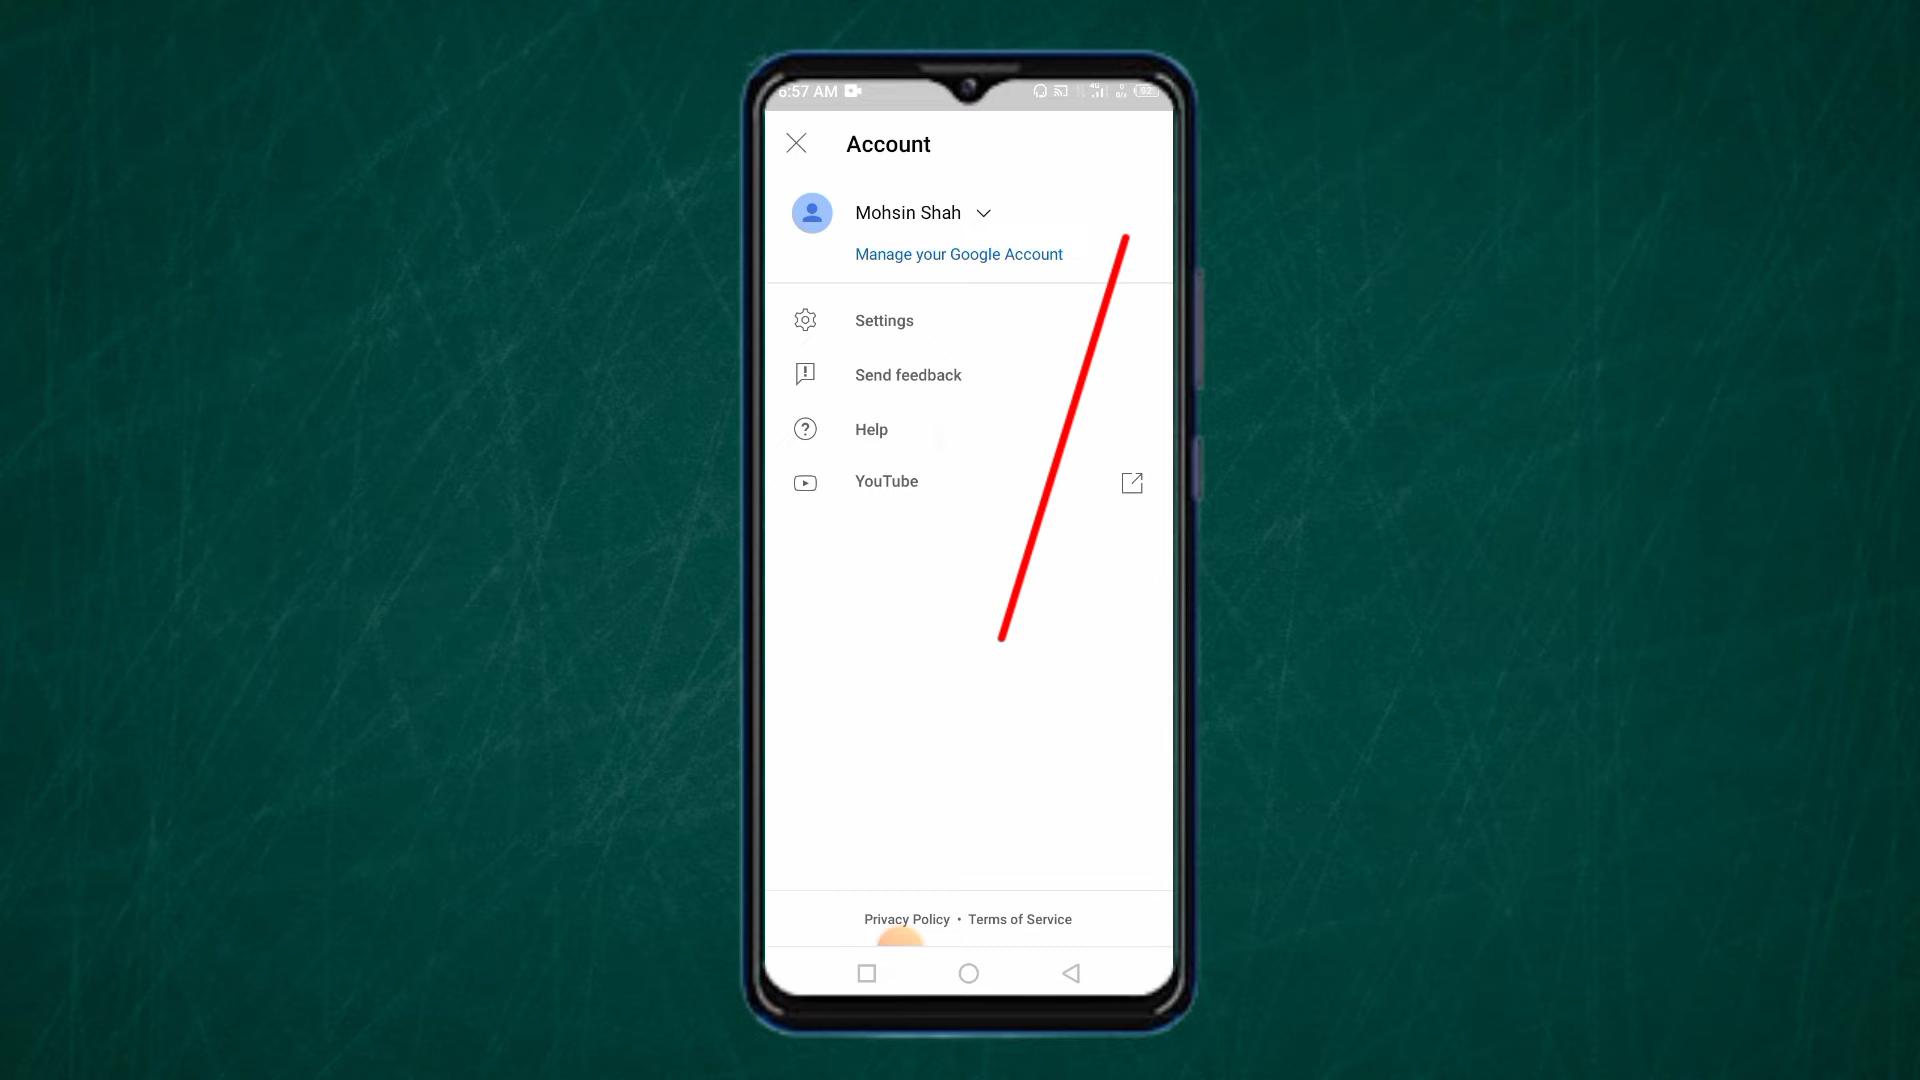 6:57 AM
Account
Mohsin Shah
Manage your Google Account
Settings
Send feedback
Help
YouTube
Privacy Policy • Terms of Service